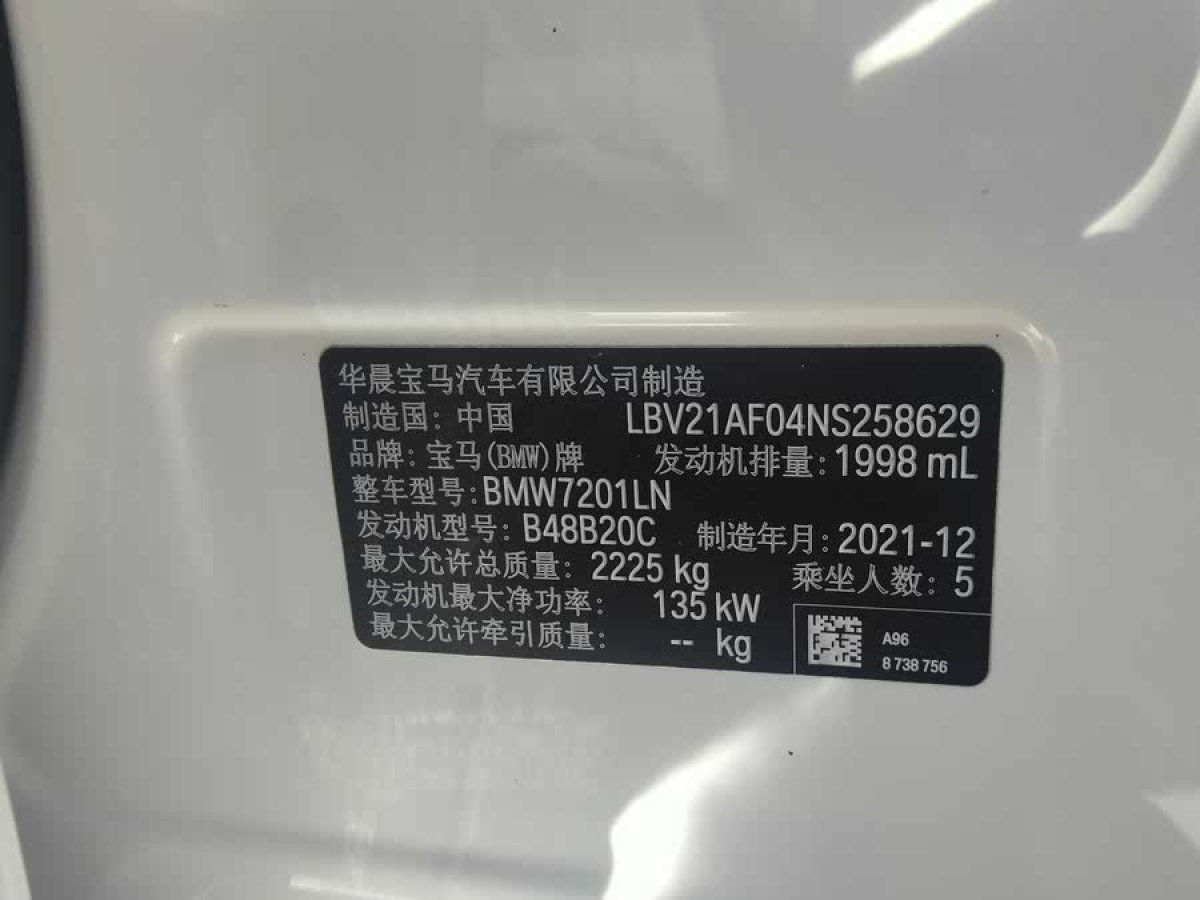 华晨宝马汽车有限公司制造
制造国: 中国 LBV21AF04NS258629
品牌: 宝马(BMW)牌 发动机排量: 1998 mL
整车型号: BMW7201LN
发动机型号: B48B20C 制造年月: 2021-12
最大允许总质量: 2225 kg 乘坐人数: 5
发动机最大净功率: 135 kW
最大允许牵引质量: -- kg
A96
8 738 756